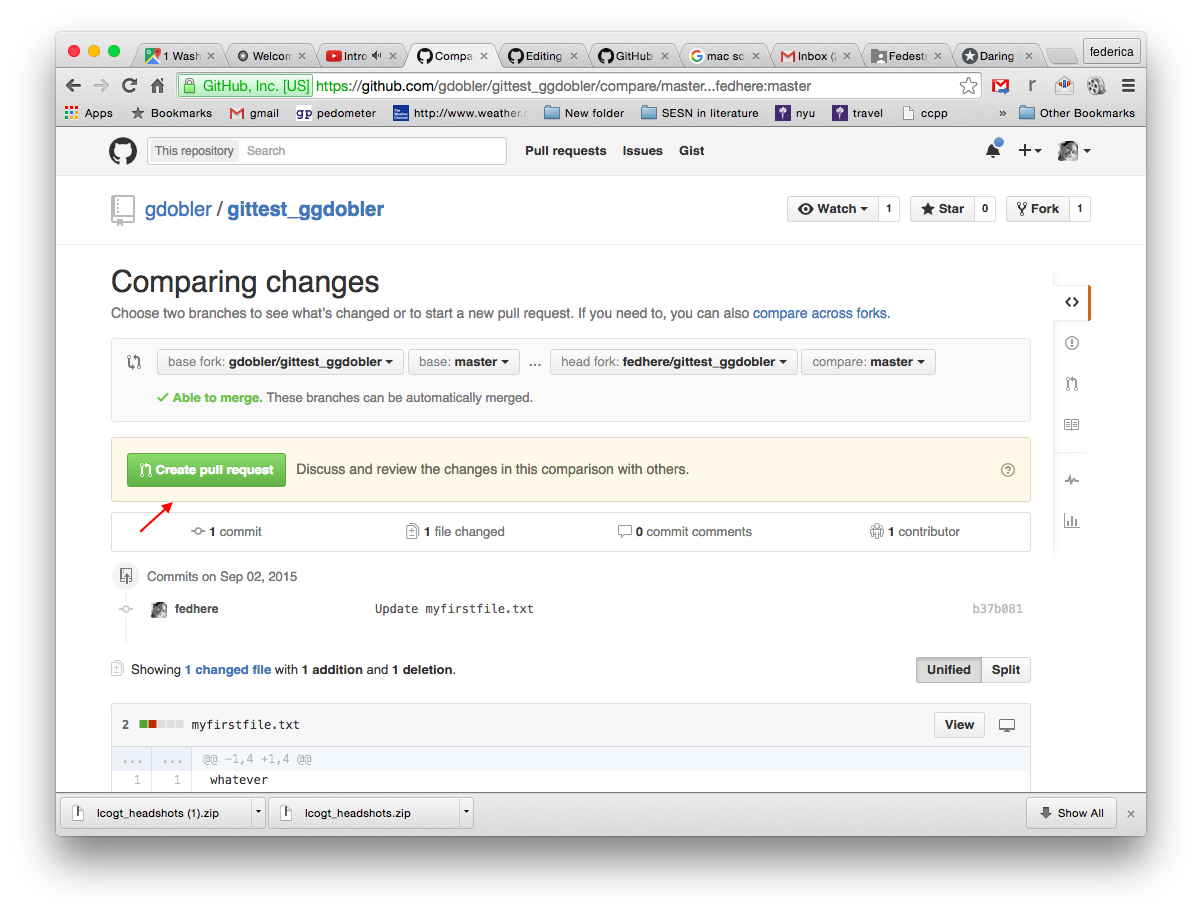 1 Wash Welcom Intro Compa Editing GitHub mac sc Inbox (2 Fedestr Daring federica
GitHub, Inc. [US] https://github.com/gdobler/gittest_ggdobler/compare/master...fedhere:master r
Apps Bookmarks gmail gp pedometer http://www.weather. New folder SESN in literature nyu travel ccpp » Other Bookmarks
This repository Search Pull requests Issues Gist
gdobler / gittest_ggdobler Watch 1 Star 0 Fork 1
Comparing changes
Choose two branches to see what's changed or to start a new pull request. If you need to, you can also compare across forks.
base fork: gdobler/gittest_ggdobler base: master ... head fork: fedhere/gittest_ggdobler compare: master
Able to merge. These branches can be automatically merged.
Create pull request Discuss and review the changes in this comparison with others.
1 commit 1 file changed 0 commit comments 1 contributor
Commits on Sep 02, 2015
fedhere Update myfirstfile.txt b37b081
Showing 1 changed file with 1 addition and 1 deletion. Unified Split
2 myfirstfile.txt View
... ... @@ -1,4 +1,4 @@
1 1 whatever
lcogt_headshots (1).zip lcogt_headshots.zip Show All